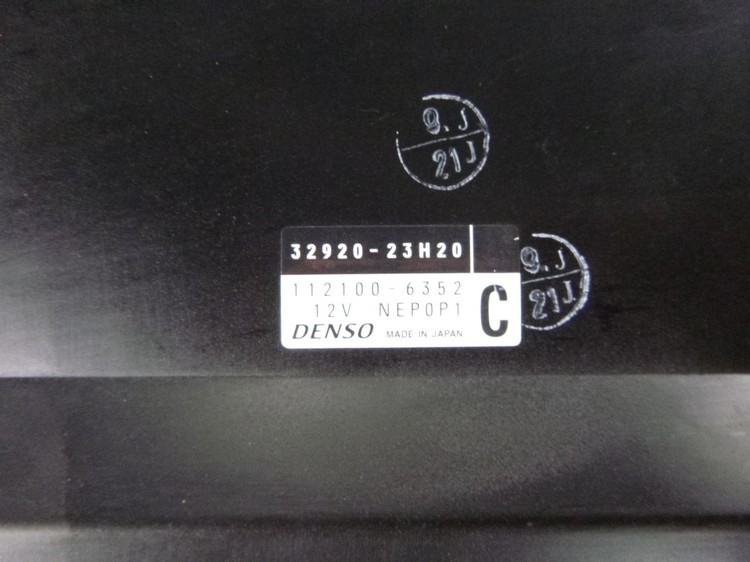 9.J
21J
32920-23H20
9.J
21J
112100-6352
12V NEP0P1
C
DENSO MADE IN JAPAN